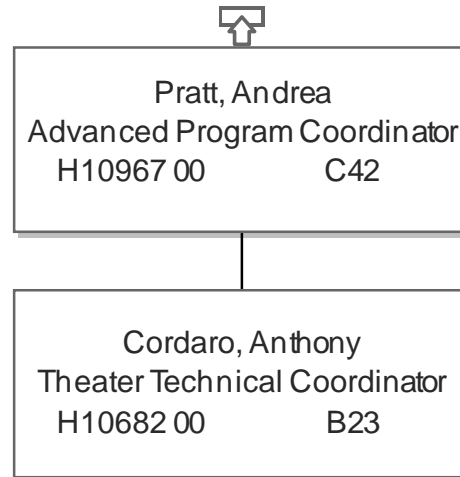 Pratt, Andrea
Advanced Program Coordinator
H10967 00 C42
Cordaro, Anthony
Theater Technical Coordinator
H10682 00 B23